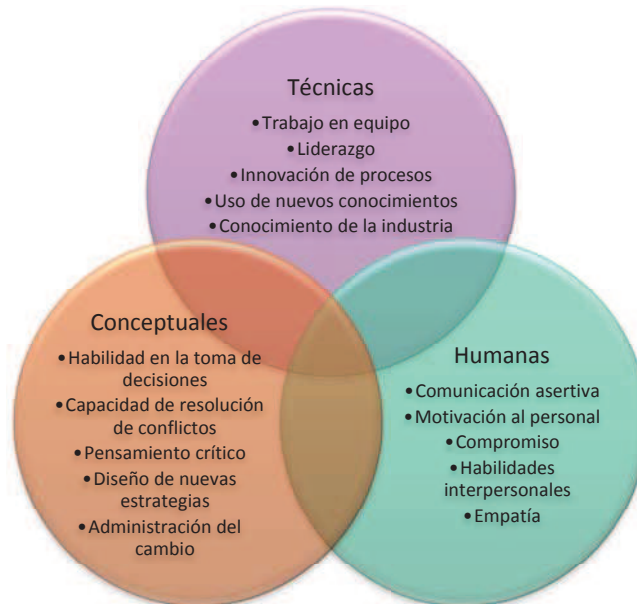 Técnicas
•Trabajo en equipo
•Liderazgo
•Innovación de procesos
•Uso de nuevos conocimientos
•Conocimiento de la industria
Conceptuales
•Habilidad en la toma de
decisiones
•Capacidad de resolución
de conflictos
•Pensamiento crítico
•Diseño de nuevas
estrategias
•Administración del
cambio
Humanas
•Comunicación asertiva
•Motivación al personal
•Compromiso
•Habilidades
interpersonales
•Empatía